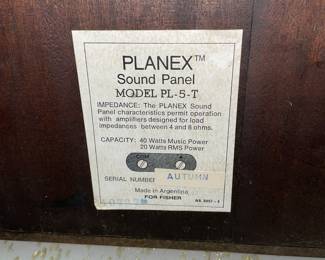 PLANEX™
Sound Panel
MODEL PL-5-T
IMPEDANCE: The PLANEX Sound
Panel characteristics permit operation
with amplifiers designed for load
impedances between 4 and 8 ohms.
CAPACITY: 40 Watts Music Power
20 Watts RMS Power
COM
SERIAL NUMBER AUTUMN
Made in Argentina
FOR FISHER